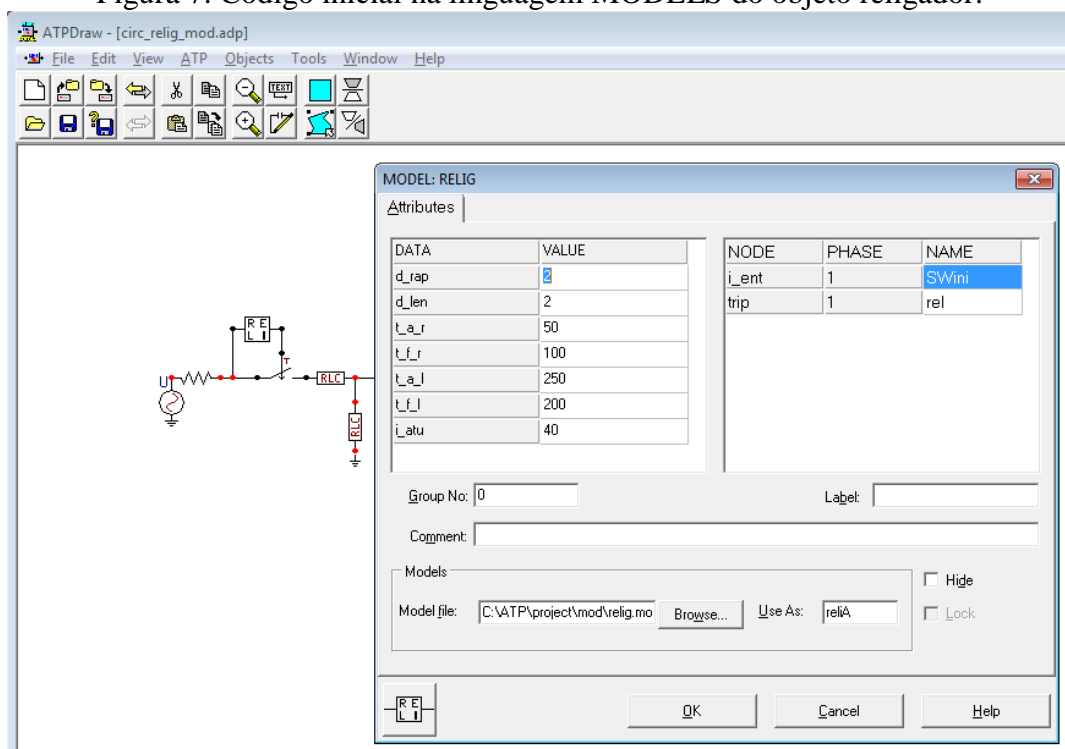 Figura 7. Código inicial na linguagem MODELS do objeto religador.
ATPDraw - [circ_relig_mod.adp]
File Edit View ATP Objects Tools Window Help
TEXT
MODEL: RELIG
Attributes
DATA VALUE
d_rap 2
d_len 2
t_a_r 50
t_f_r 100
t_a_l 250
t_f_l 200
i_atu 40
NODE PHASE NAME
i_ent 1 SWini
trip 1 rel
R E
L I
T
U
RLC
RLC
Group No: 0
Label:
Comment:
Models
Model file: C:\ATP\project\mod\relig.mo Browse... Use As: reliA
Hide
Lock
R E
L I
OK Cancel Help